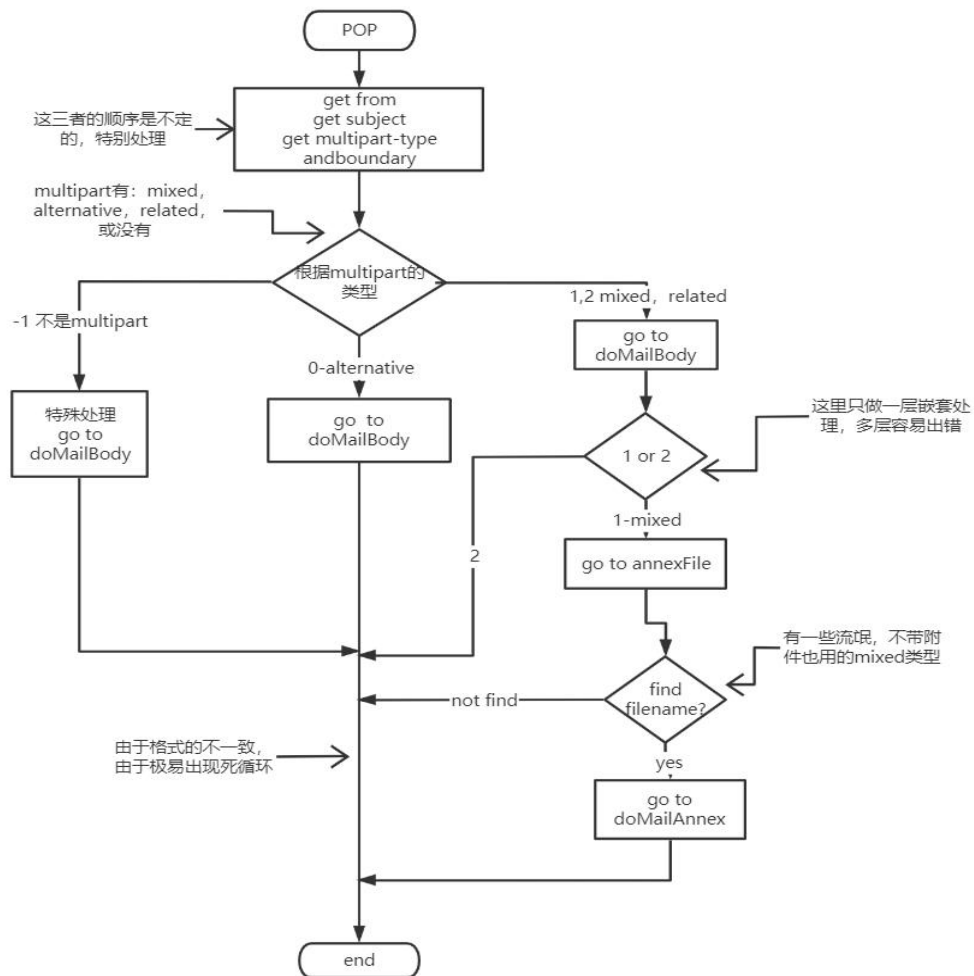 POP
get from
get subject
get multipart-type
andboundary
这三者的顺序是不定
的，特别处理
multipart有：mixed，
alternative，related，
或没有
根据multipart的
类型
-1 不是multipart
0-alternative
1,2 mixed，related
特殊处理
go to
doMailBody
go to
doMailBody
go to
doMailBody
这里只做一层嵌套处
理，多层容易出错
1 or 2
1-mixed
2
go to annexFile
有一些流氓，不带附
件也用的mixed类型
find
filename?
not find
由于格式的不一致，
由于极易出现死循环
yes
go to
doMailAnnex
end